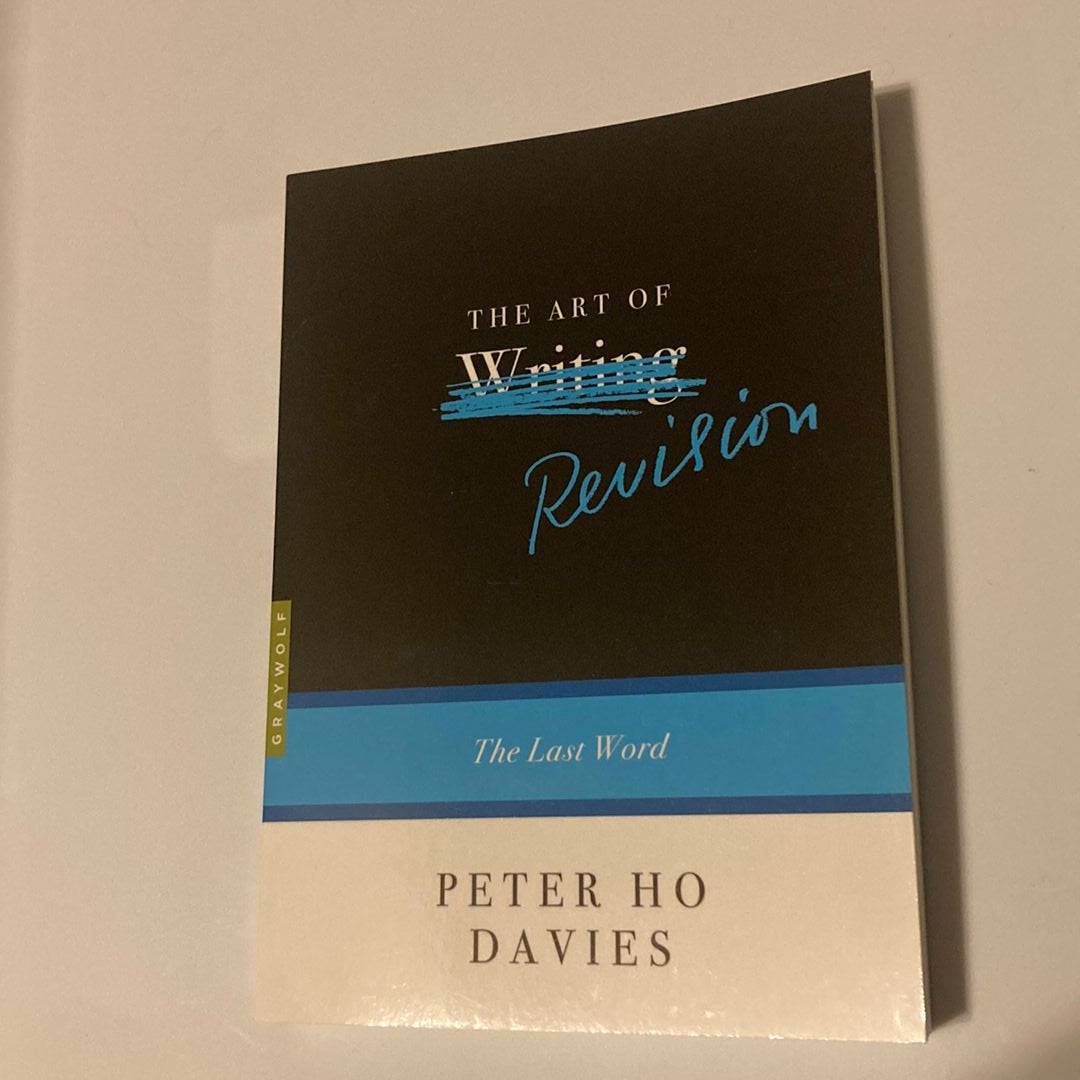 THE ART OF
Writing
Revision
GRAYWOLF
The Last Word
PETER HO
DAVIES